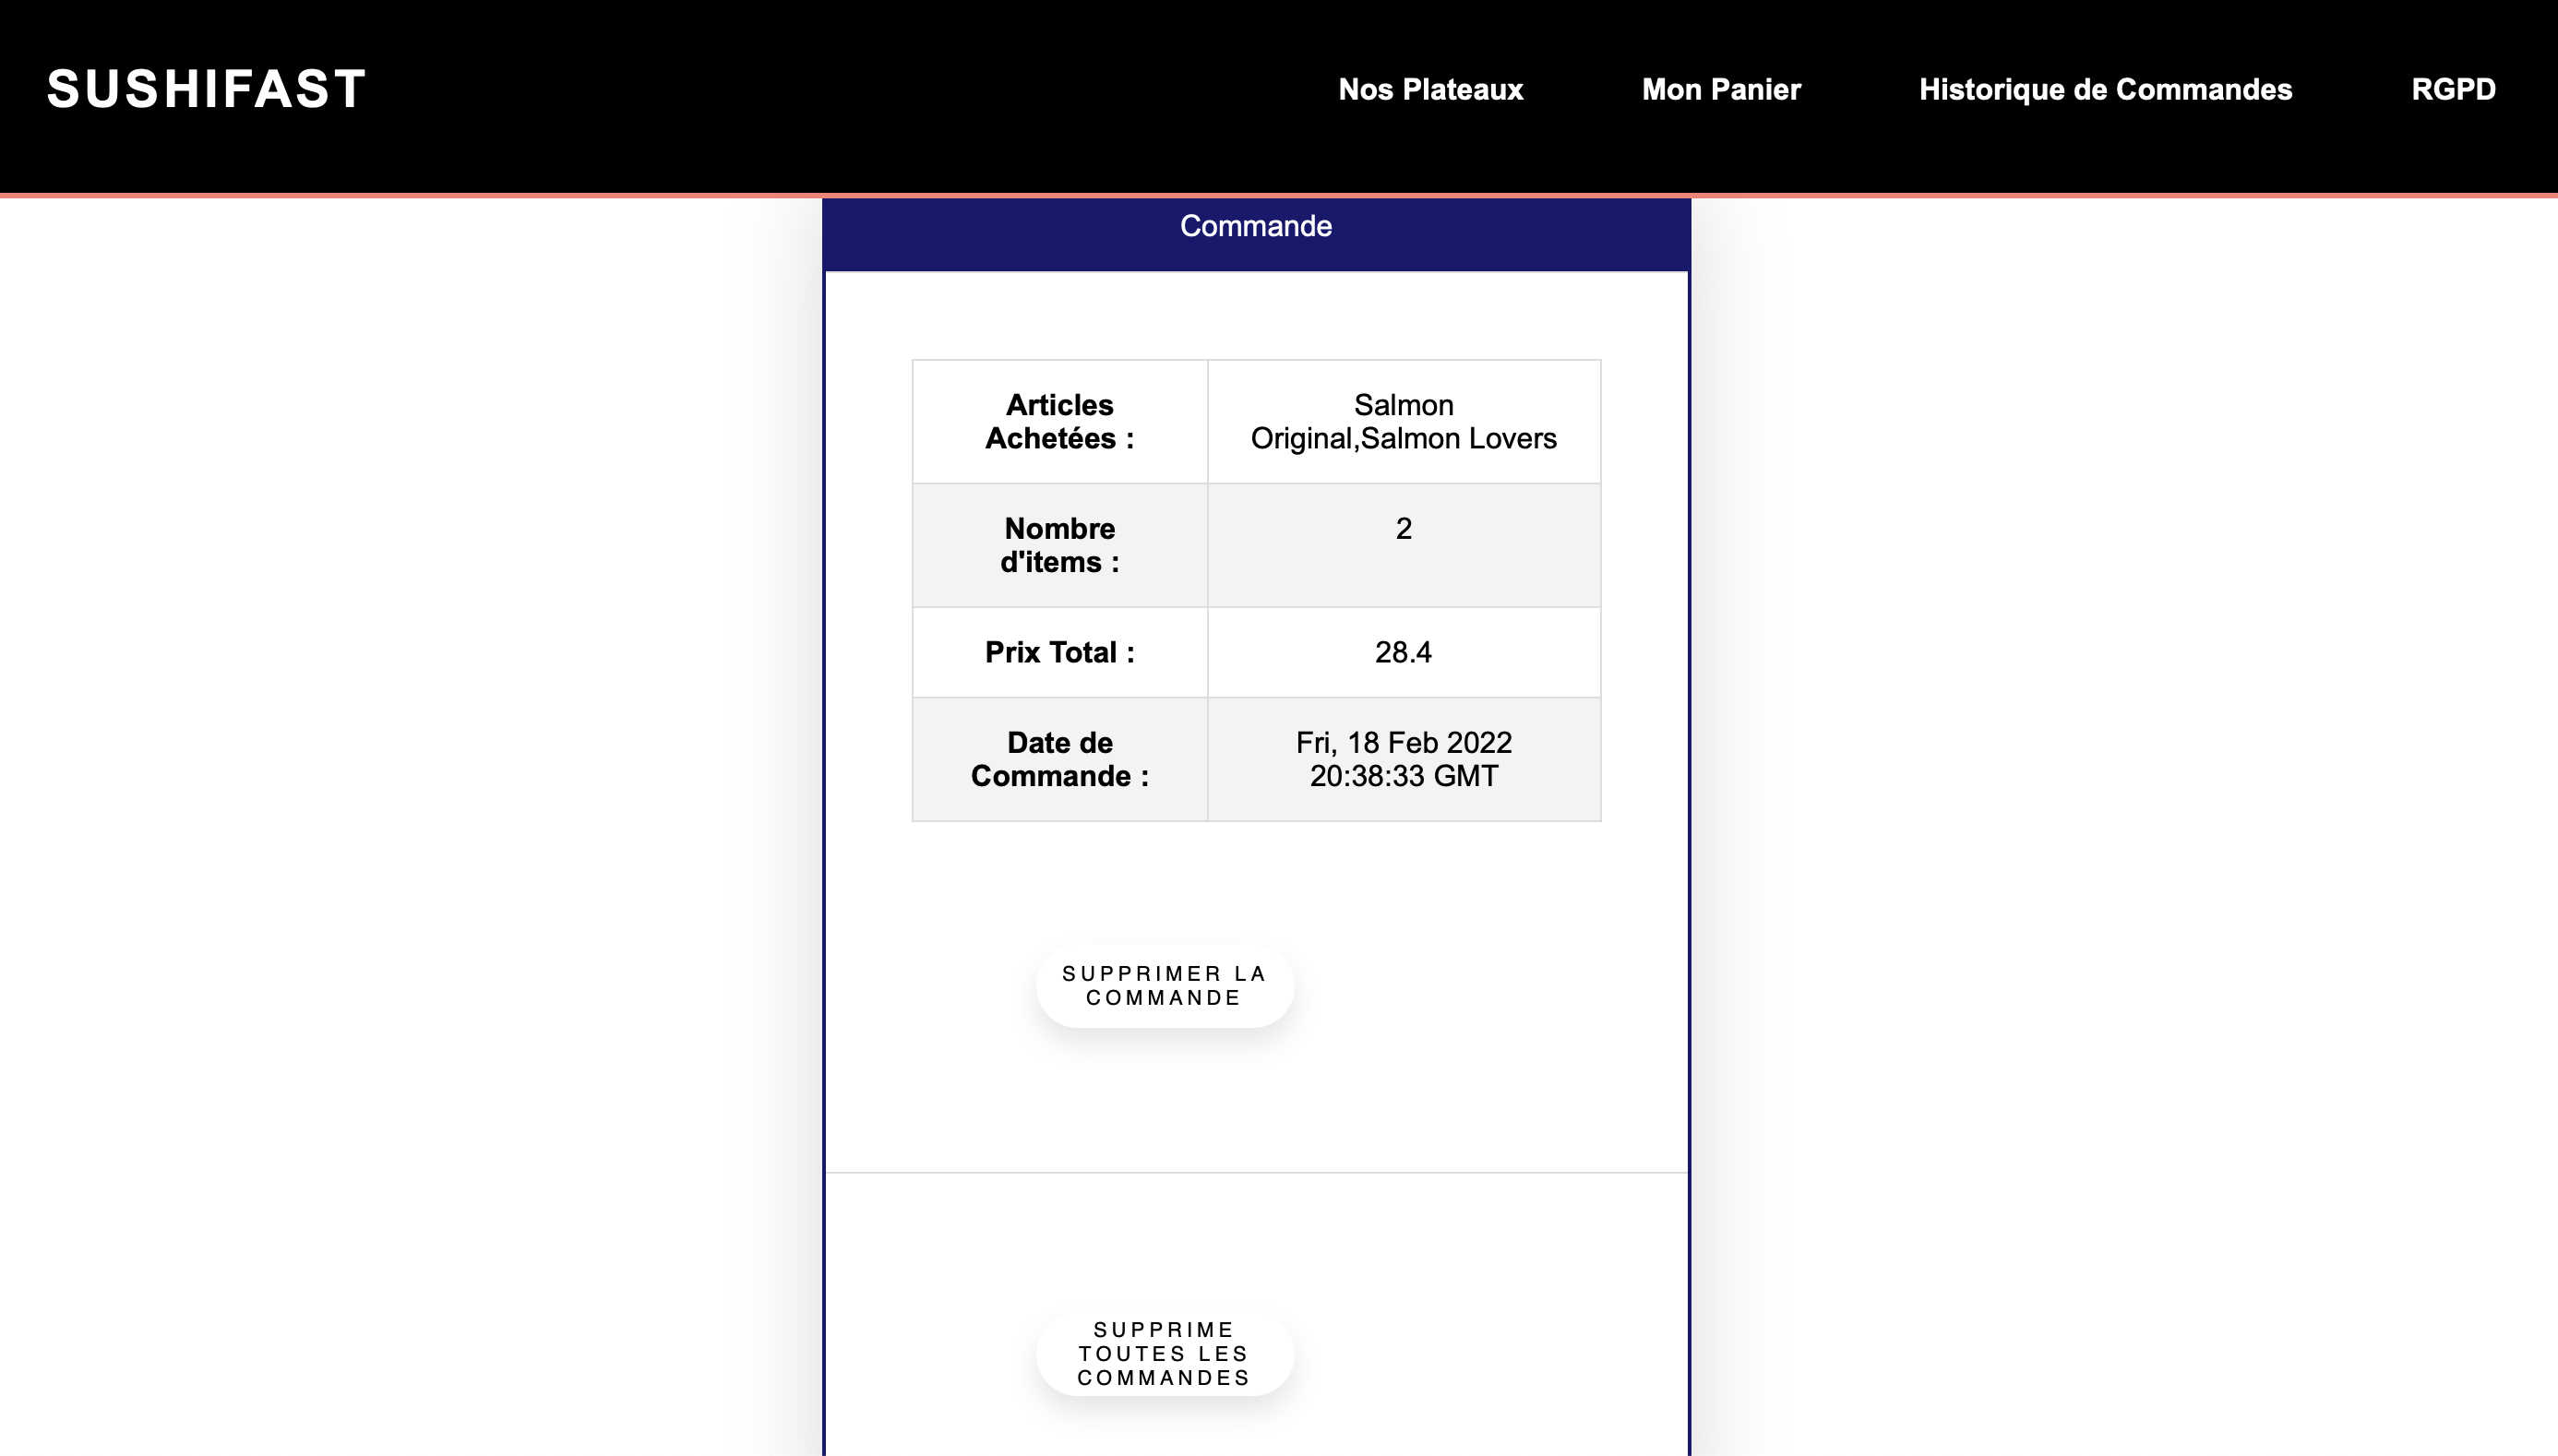 SUSHIFAST
Nos Plateaux
Mon Panier
Historique de Commandes
RGPD
Commande
Articles
Achetées :
Salmon
Original,Salmon Lovers
Nombre
d'items :
2
Prix Total :
28.4
Date de
Commande :
Fri, 18 Feb 2022
20:38:33 GMT
SUPPRIMER LA
COMMANDE
SUPPRIME
TOUTES LES
COMMANDES